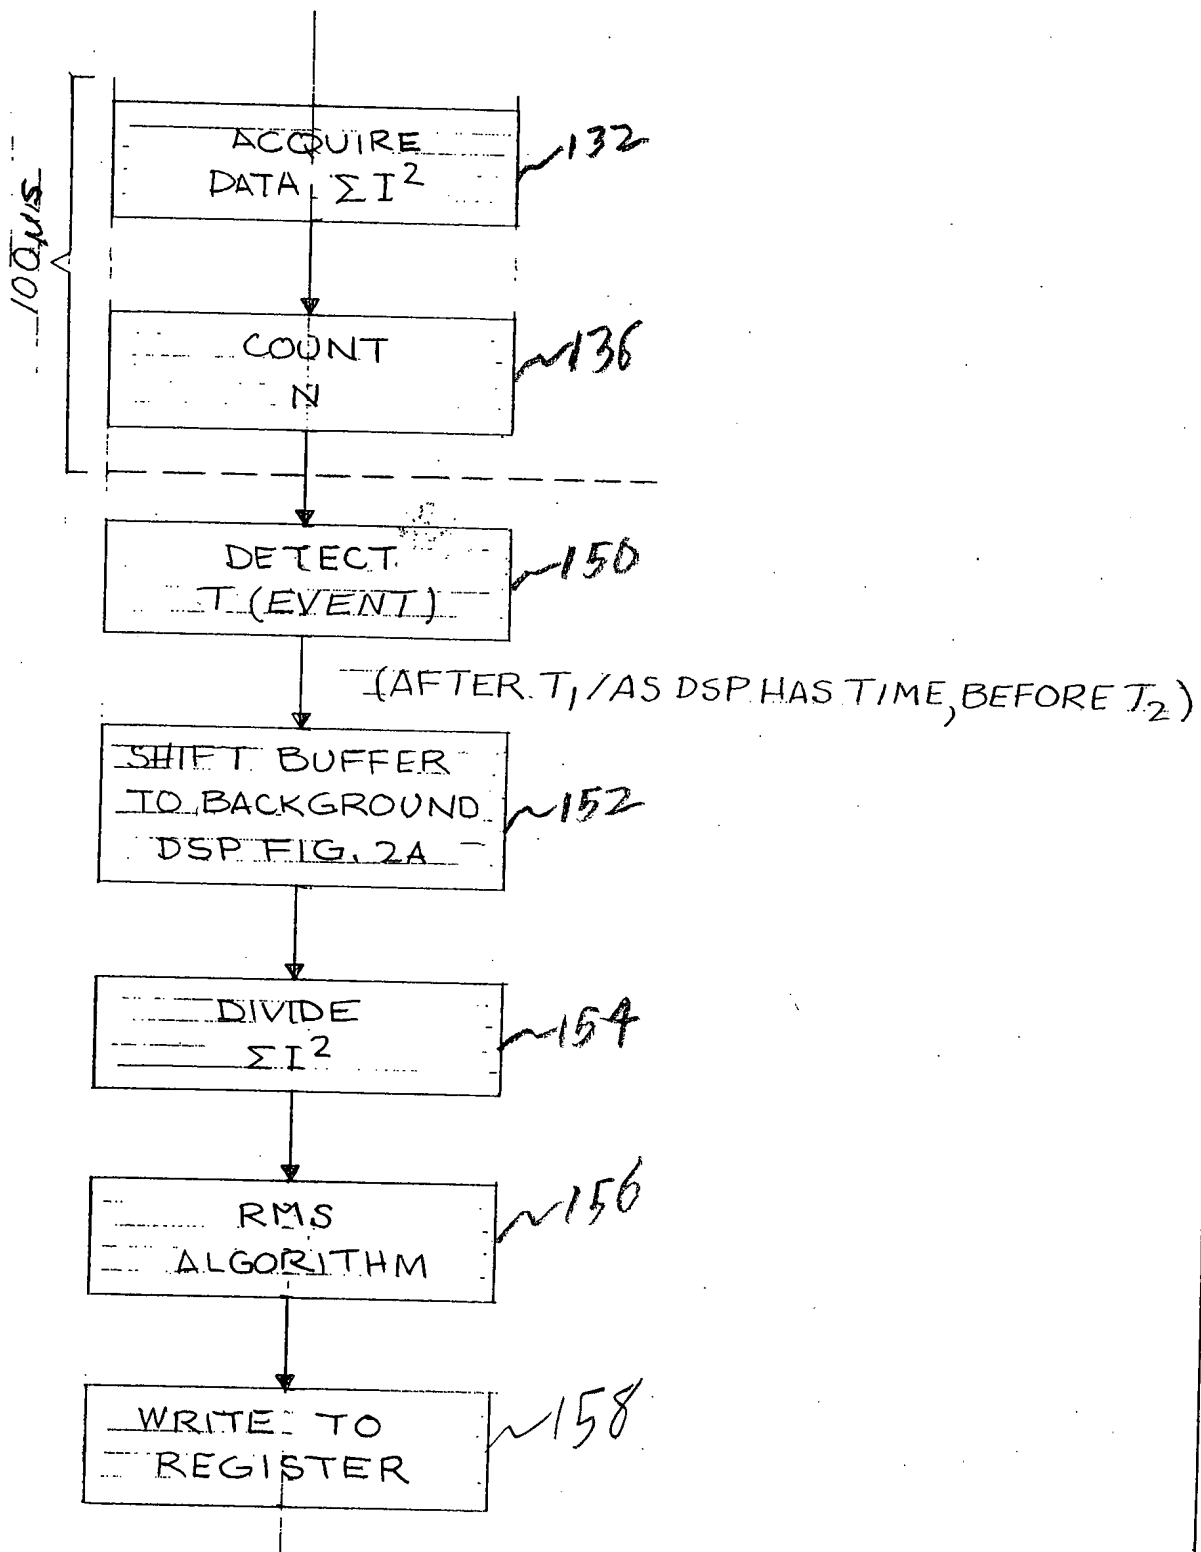 ACQUIRE
DATA ΣI²
132
100µs
COUNT
N
136
DETECT
T (EVENT)
150
(AFTER T₁ / AS DSP HAS TIME, BEFORE T₂)
SHIFT BUFFER
TO BACKGROUND
DSP FIG. 2A
152
DIVIDE
ΣI²
154
RMS
ALGORITHM
156
WRITE TO
REGISTER
158